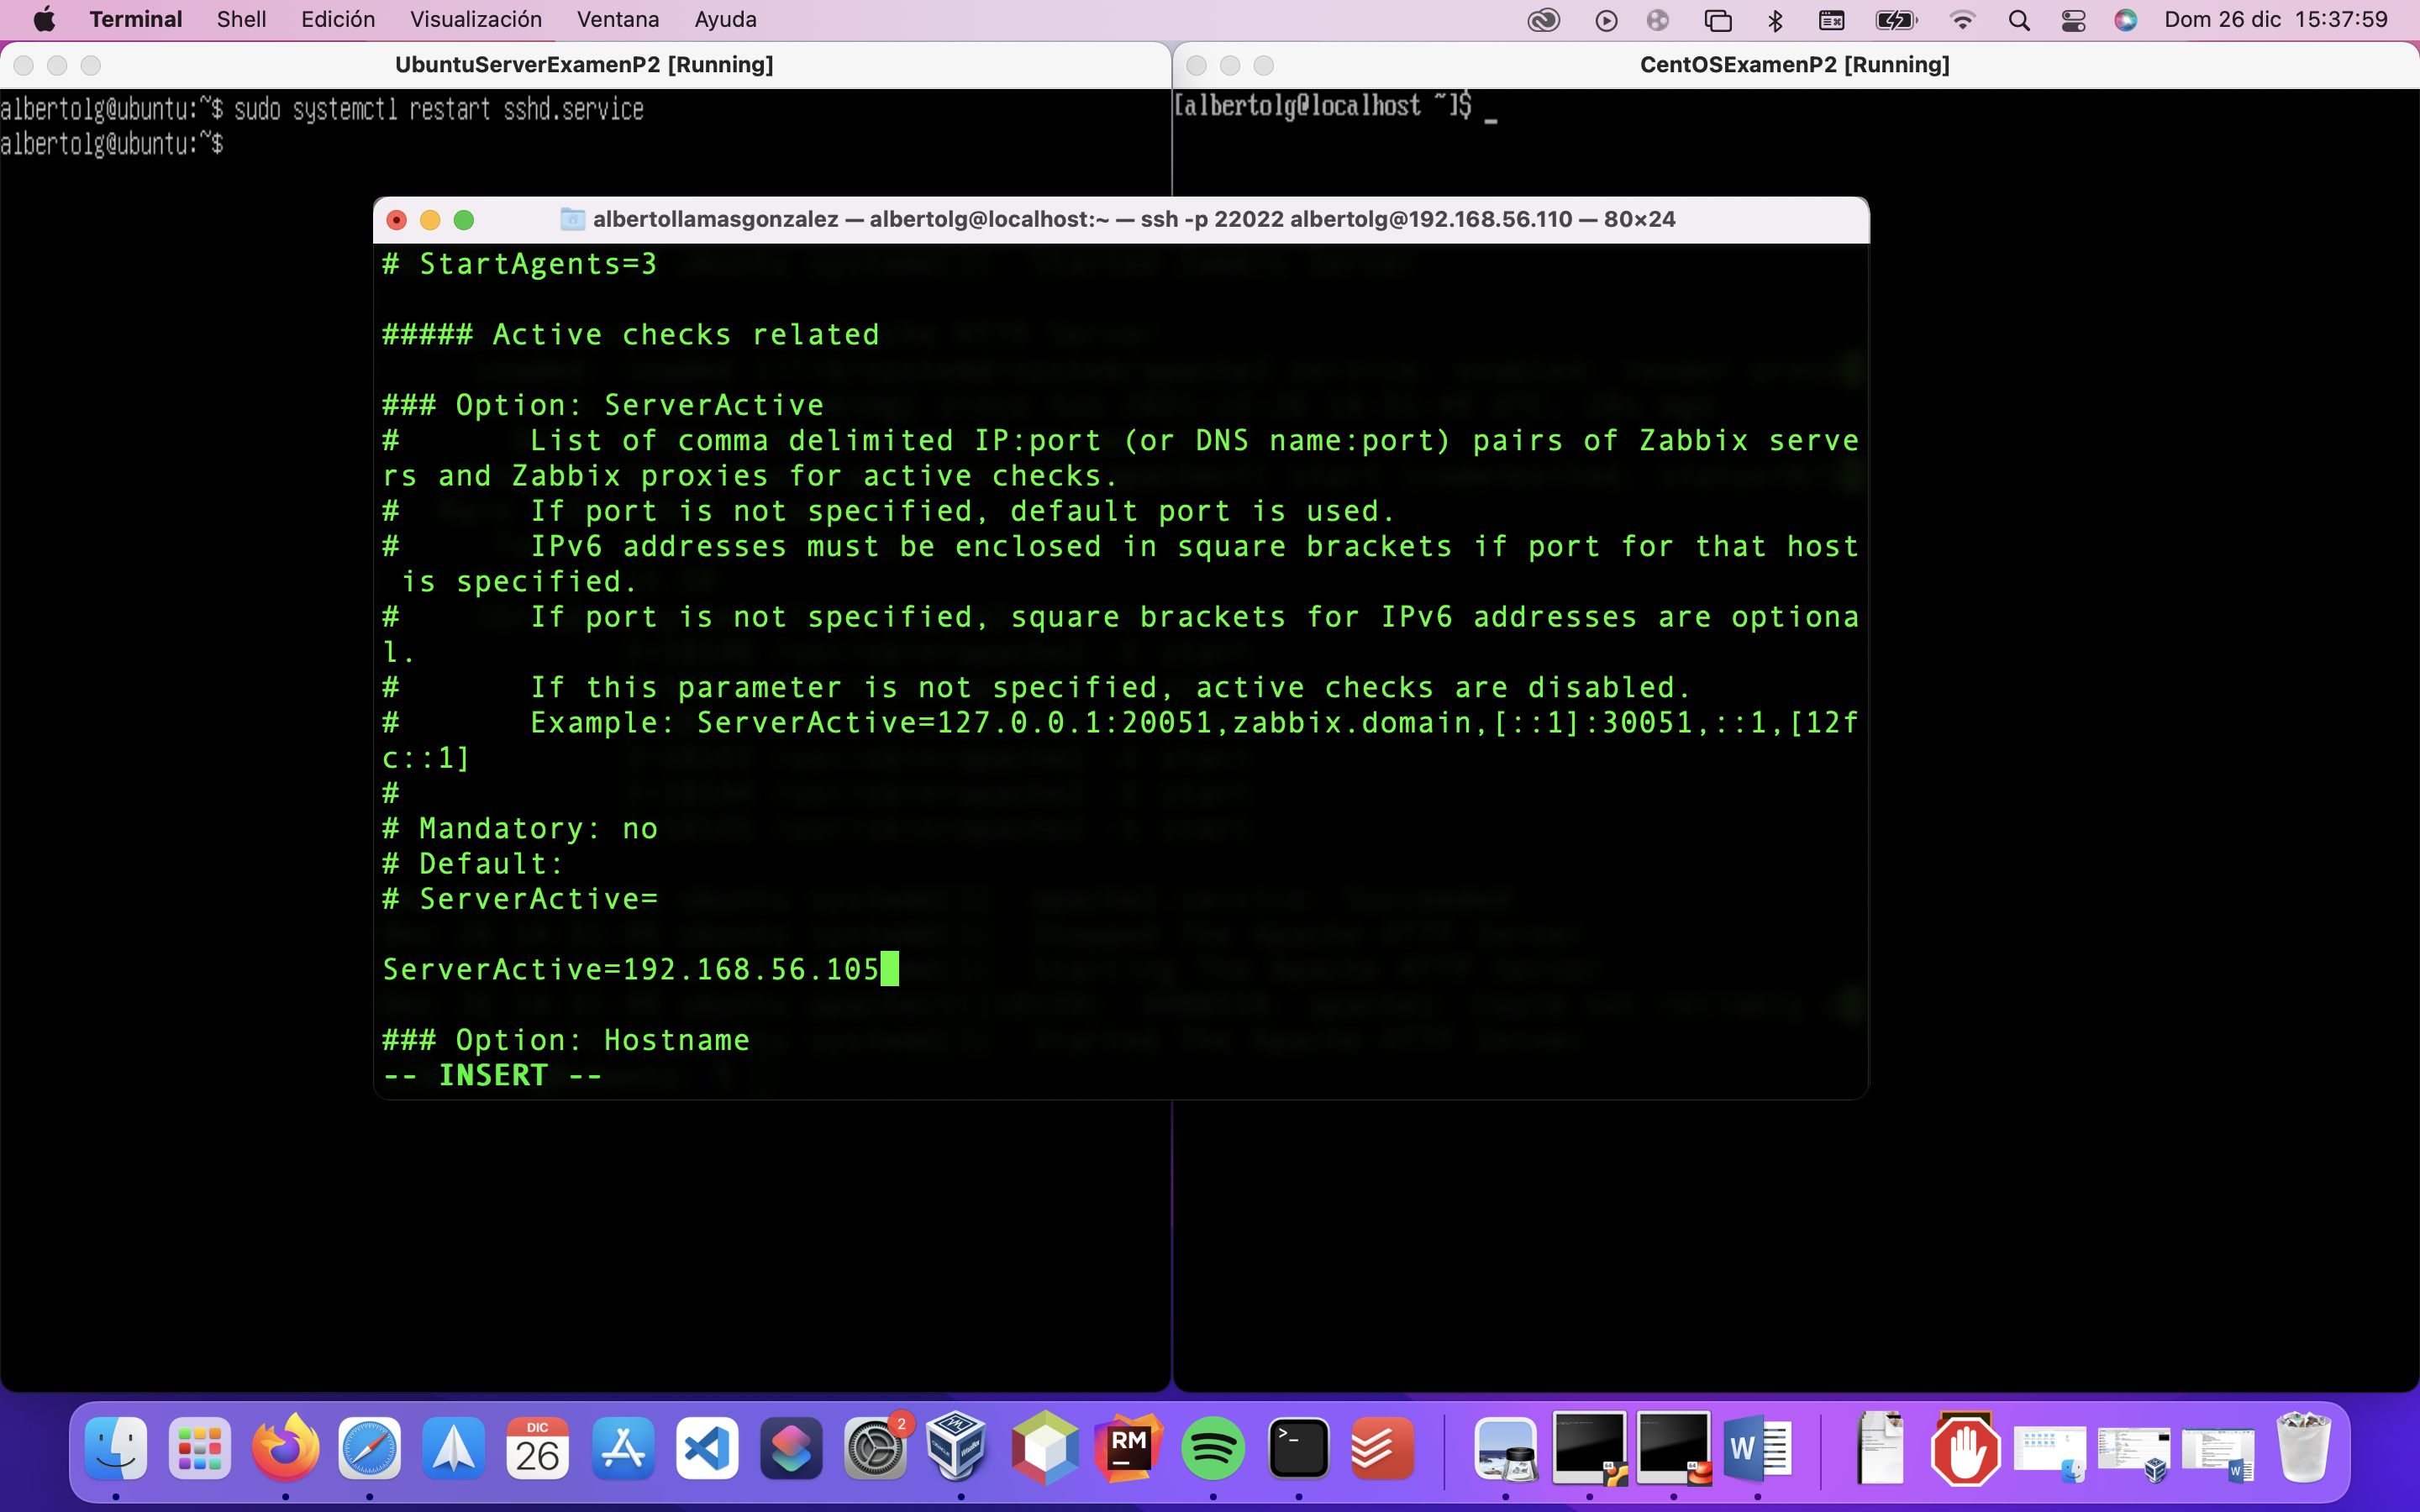 Terminal Shell Edición Visualización Ventana Ayuda Dom 26 dic 15:37:59
UbuntuServerExamenP2 [Running]
albertolg@ubuntu:~$ sudo systemctl restart sshd.service
albertolg@ubuntu:~$
CentOSExamenP2 [Running]
[albertolg@localhost ~]$ _
albertollamasgonzalez — albertolg@localhost:~ — ssh -p 22022 albertolg@192.168.56.110 — 80×24
# StartAgents=3
##### Active checks related
### Option: ServerActive
#       List of comma delimited IP:port (or DNS name:port) pairs of Zabbix serve
rs and Zabbix proxies for active checks.
#       If port is not specified, default port is used.
#       IPv6 addresses must be enclosed in square brackets if port for that host
 is specified.
#       If port is not specified, square brackets for IPv6 addresses are optiona
l.
#       If this parameter is not specified, active checks are disabled.
#       Example: ServerActive=127.0.0.1:20051,zabbix.domain,[::1]:30051,::1,[12f
c::1]
#
# Mandatory: no
# Default:
# ServerActive=
ServerActive=192.168.56.105
### Option: Hostname
-- INSERT --
DIC
26
2
RM
>_
W